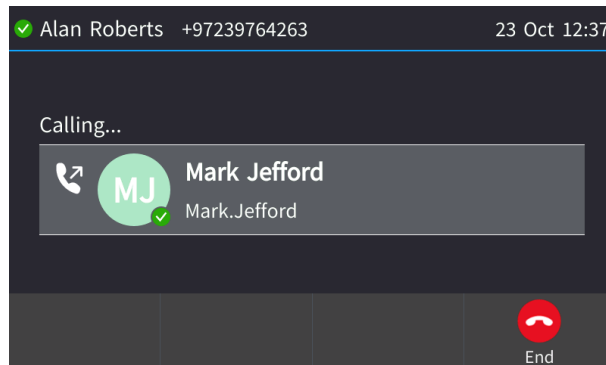 Alan Roberts +97239764263 23 Oct 12:37
Calling...
MJ Mark Jefford
Mark.Jefford
End